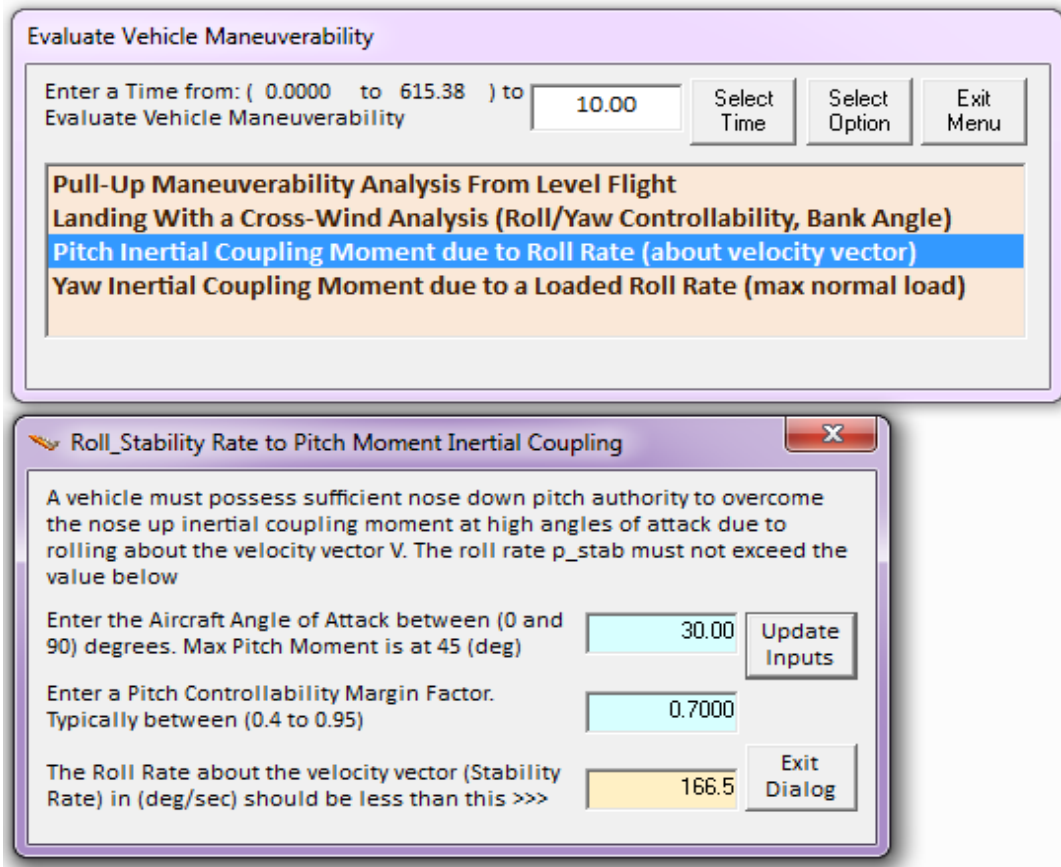 Evaluate Vehicle Maneuverability
Enter a Time from: ( 0.0000 to 615.38 ) to
Evaluate Vehicle Maneuverability
10.00
Select
Time
Select
Option
Exit
Menu
Pull-Up Maneuverability Analysis From Level Flight
Landing With a Cross-Wind Analysis (Roll/Yaw Controllability, Bank Angle)
Pitch Inertial Coupling Moment due to Roll Rate (about velocity vector)
Yaw Inertial Coupling Moment due to a Loaded Roll Rate (max normal load)
Roll_Stability Rate to Pitch Moment Inertial Coupling
A vehicle must possess sufficient nose down pitch authority to overcome
the nose up inertial coupling moment at high angles of attack due to
rolling about the velocity vector V. The roll rate p_stab must not exceed the
value below
Enter the Aircraft Angle of Attack between (0 and
90) degrees. Max Pitch Moment is at 45 (deg)
30.00
Update
Inputs
Enter a Pitch Controllability Margin Factor.
Typically between (0.4 to 0.95)
0.7000
The Roll Rate about the velocity vector (Stability
Rate) in (deg/sec) should be less than this >>>
166.5
Exit
Dialog